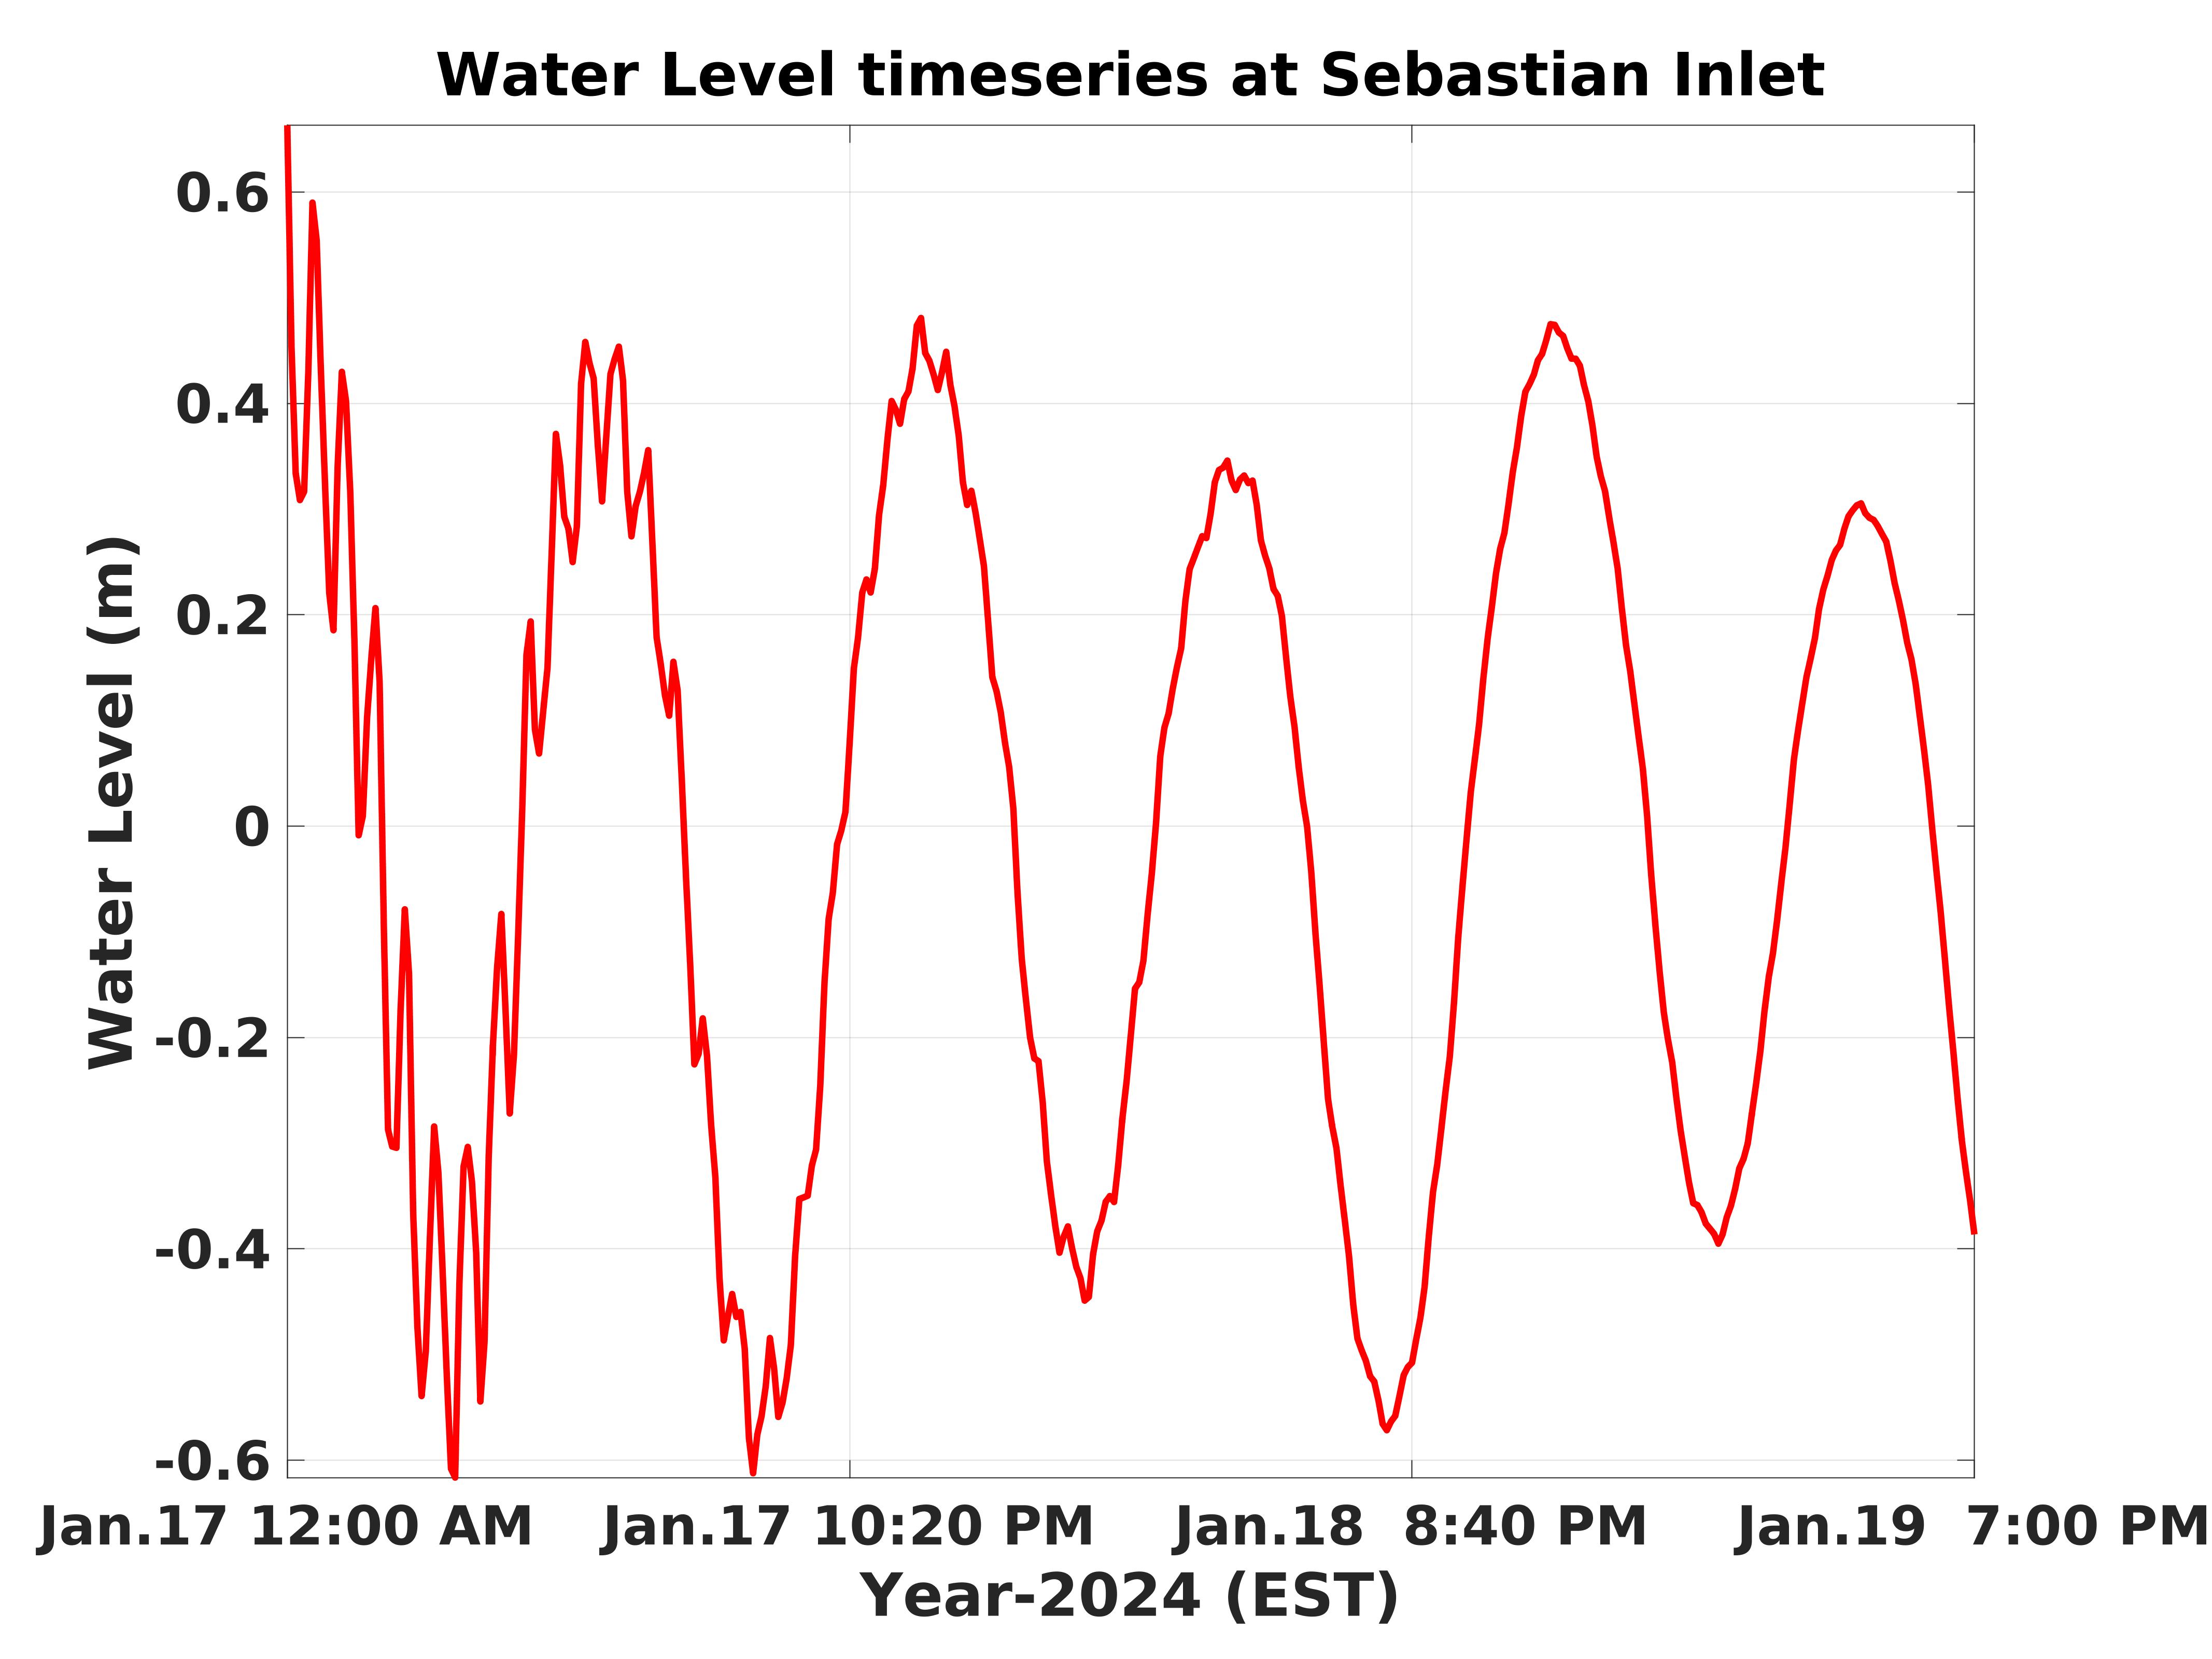 Water Level timeseries at Sebastian Inlet
Water Level (m)
0.6
0.4
0.2
0
-0.2
-0.4
-0.6
Jan.17 12:00 AM
Jan.17 10:20 PM
Jan.18 8:40 PM
Jan.19 7:00 PM
Year-2024 (EST)